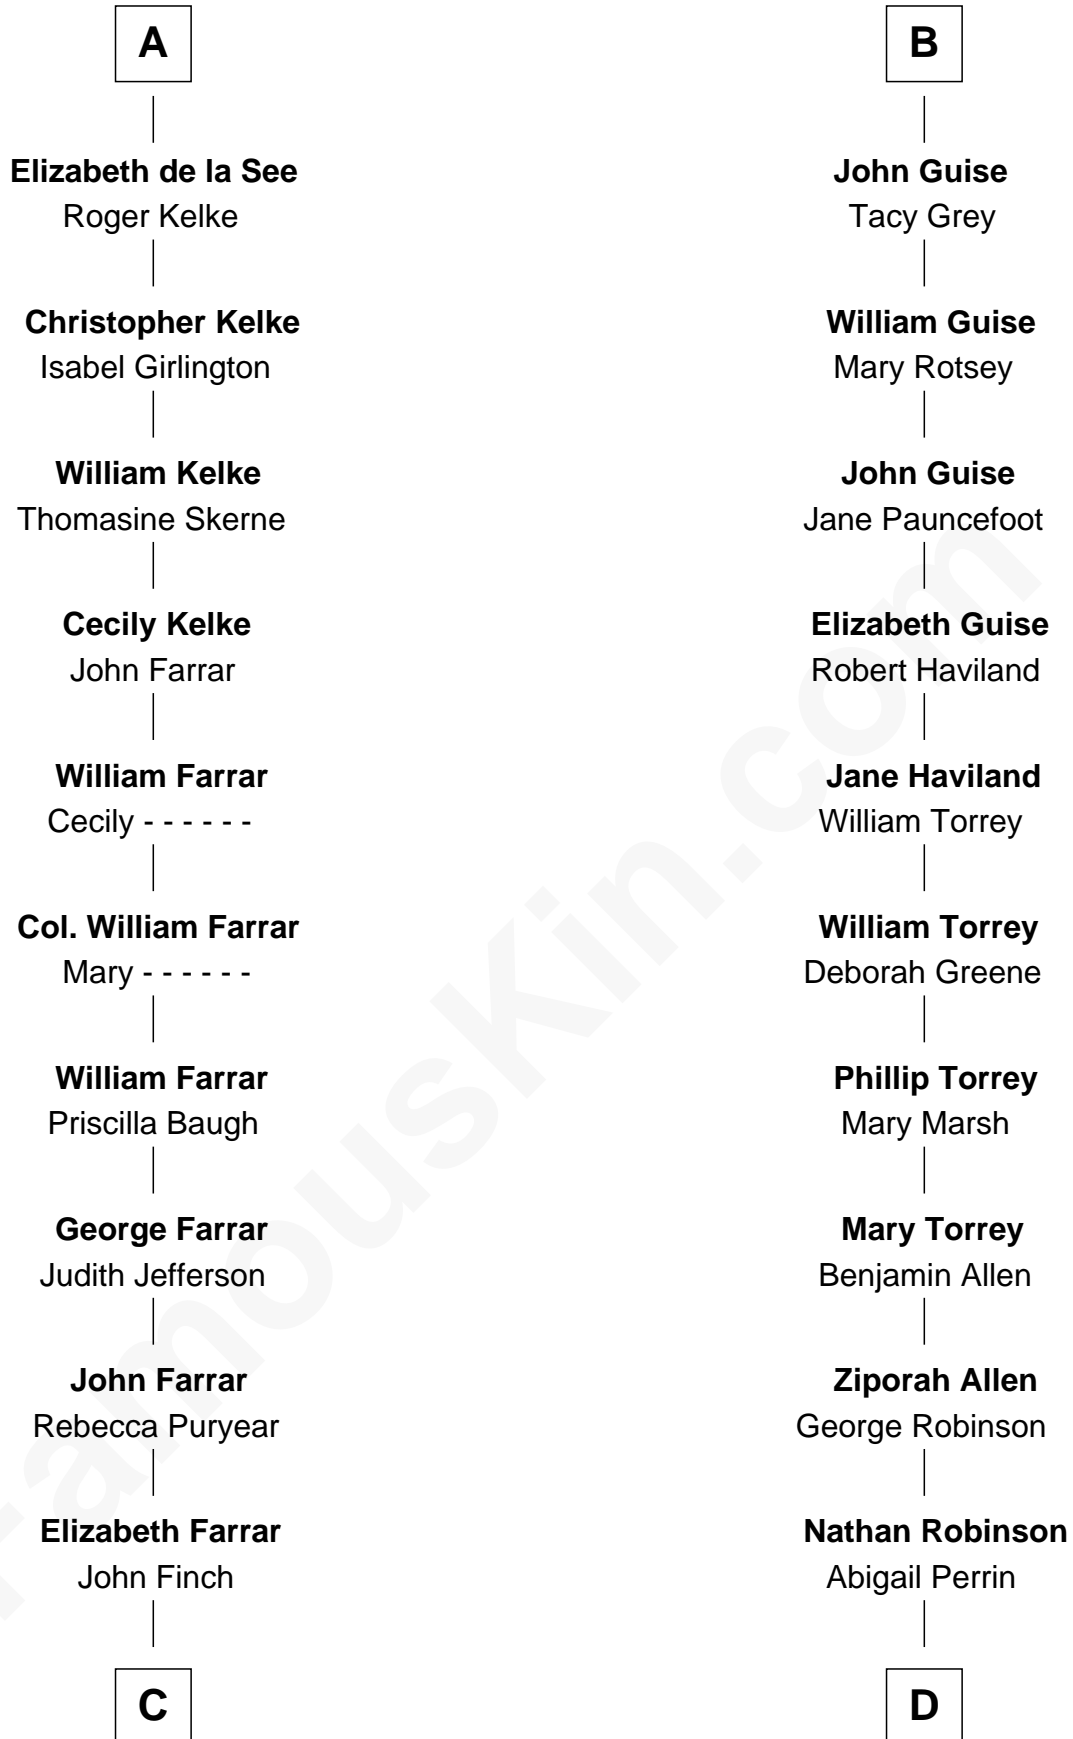 A
Elizabeth de la See
Roger Kelke
Christopher Kelke
Isabel Girlington
William Kelke
Thomasine Skerne
Cecily Kelke
John Farrar
William Farrar
Cecily - - - - - -
Col. William Farrar
Mary - - - - - -
William Farrar
Priscilla Baugh
George Farrar
Judith Jefferson
John Farrar
Rebecca Puryear
Elizabeth Farrar
John Finch
C
B
John Guise
Tacy Grey
William Guise
Mary Rotsey
John Guise
Jane Pauncefoot
Elizabeth Guise
Robert Haviland
Jane Haviland
William Torrey
William Torrey
Deborah Greene
Phillip Torrey
Mary Marsh
Mary Torrey
Benjamin Allen
Ziporah Allen
George Robinson
Nathan Robinson
Abigail Perrin
D
FamousKin.com